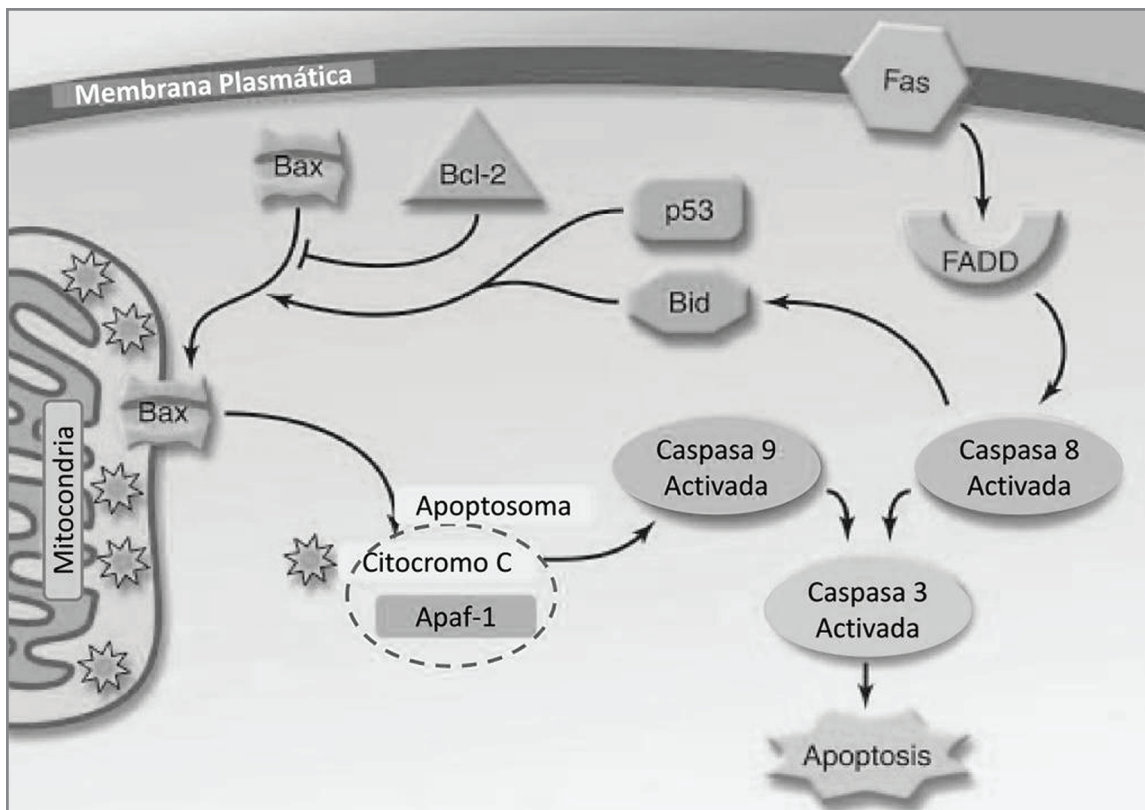 Membrana Plasmática
Fas
Bax
Bcl-2
p53
FADD
Bid
Bax
Mitocondria
Caspasa 9
Activada
Caspasa 8
Activada
Apoptosoma
Citocromo C
Apaf-1
Caspasa 3
Activada
Apoptosis